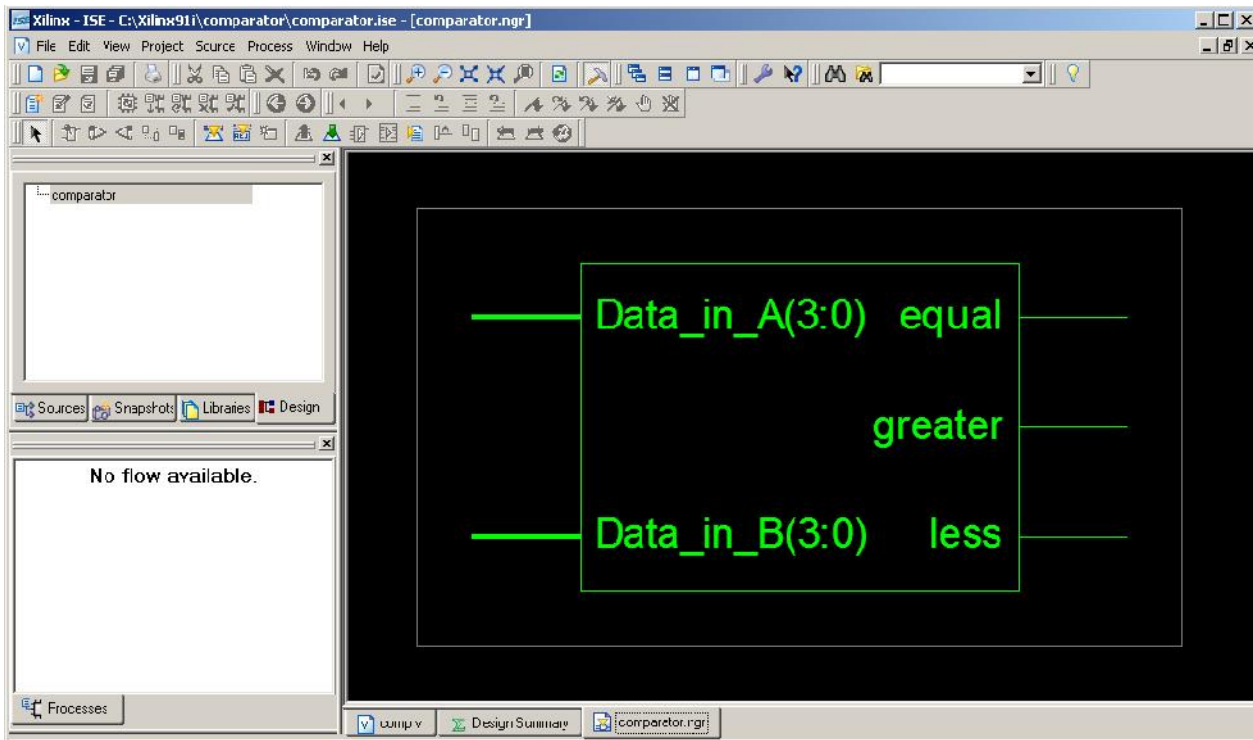 Xilinx - ISE - C:\Xilinx91i\comparator\comparator.ise - [comparator.ngr]
File Edit View Project Source Process Window Help
comparator
Sources Snapshots Libraries Design
No flow available.
Processes
Data_in_A(3:0) equal
greater
Data_in_B(3:0) less
comp.v Design Summary comparator.ngr